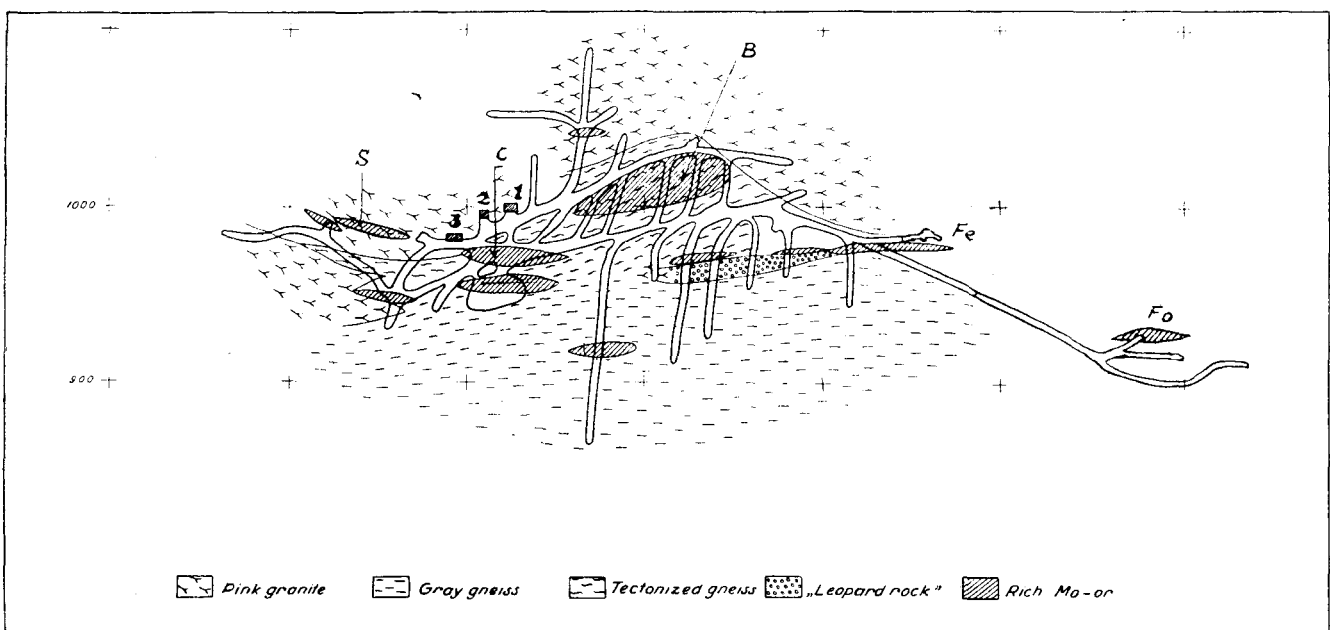 B
S
C
1000
2
1
3
Fe
Fo
900
Pink granite
Gray gneiss
Tectonized gneiss
„Leopard rock"
Rich Mo-or